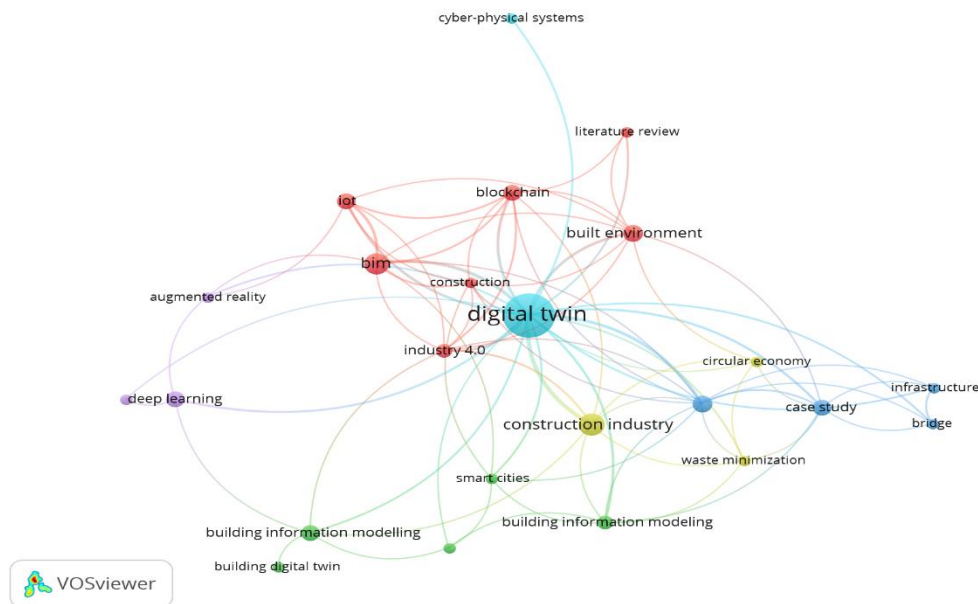 cyber-physical systems
literature review
blockchain
iot
built environment
bim
construction
augmented reality
digital twin
industry 4.0
circular economy
infrastructure
deep learning
case study
construction industry
bridge
waste minimization
smart cities
building information modeling
building information modelling
building digital twin
VOSviewer